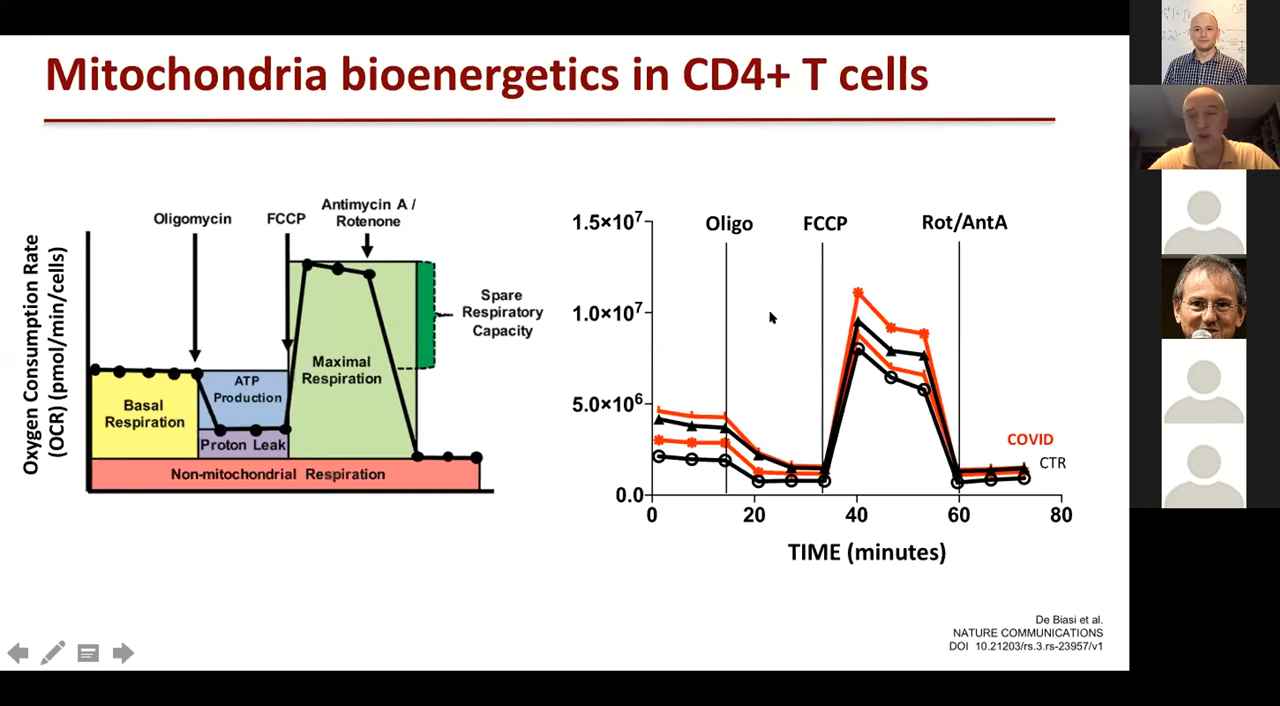 Mitochondria bioenergetics in CD4+ T cells
Oxygen Consumption Rate
(OCR) (pmol/min/cells)
Oligomycin
FCCP
Antimycin A /
Rotenone
Spare
Respiratory
Capacity
Maximal
Respiration
ATP
Production
Basal
Respiration
Proton Leak
Non-mitochondrial Respiration
Oligo
FCCP
Rot/AntA
1.5×10⁷
1.0×10⁷
5.0×10⁶
0.0
COVID
CTR
0
20
40
60
80
TIME (minutes)
De Biasi et al.
NATURE COMMUNICATIONS
DOI 10.21203/rs.3.rs-23957/v1